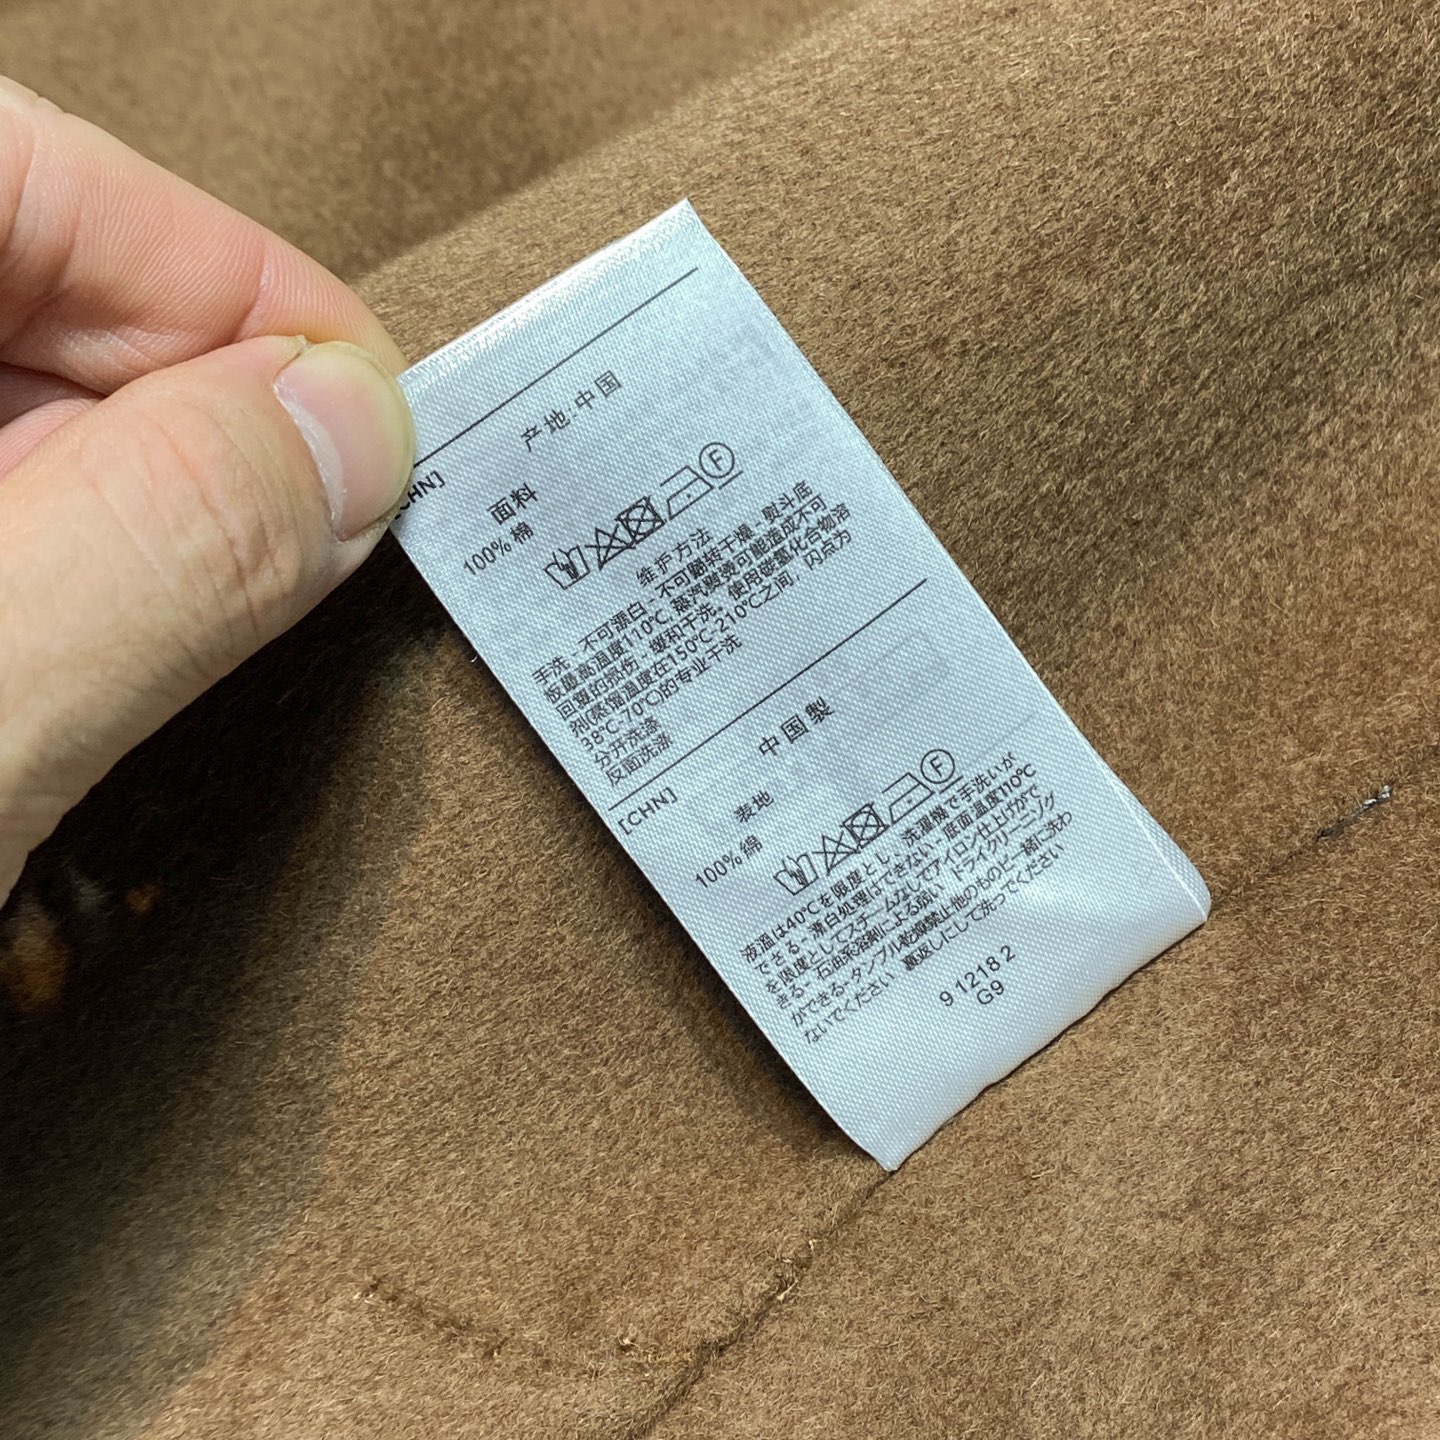 产地:中国
[CHN]
面料
100% 棉
F
维护方法
手洗 - 不可漂白 - 不可翻转干燥 - 熨斗底
板最高温度110℃, 蒸汽熨烫可能造成不可
回复的损伤 - 缓和干洗。使用碳氢化合物溶
剂(蒸馏温度在150℃-210℃之间, 闪点为
38℃-70℃)的专业干洗
分开洗涤
反面洗涤
中国製
[CHN]
表地
100% 綿
F
液温は40℃を限度とし、洗濯機で手洗いが
できる - 漂白処理はできない - 底面温度110℃
を限度としてスチームなしでアイロン仕上げがで
きる - 石油系溶剤による弱い ドライクリーニング
ができる-タンブル乾燥禁止他のものと一緒に洗わ
ないでください 裏返しにして洗ってください
9 1218 2
G9